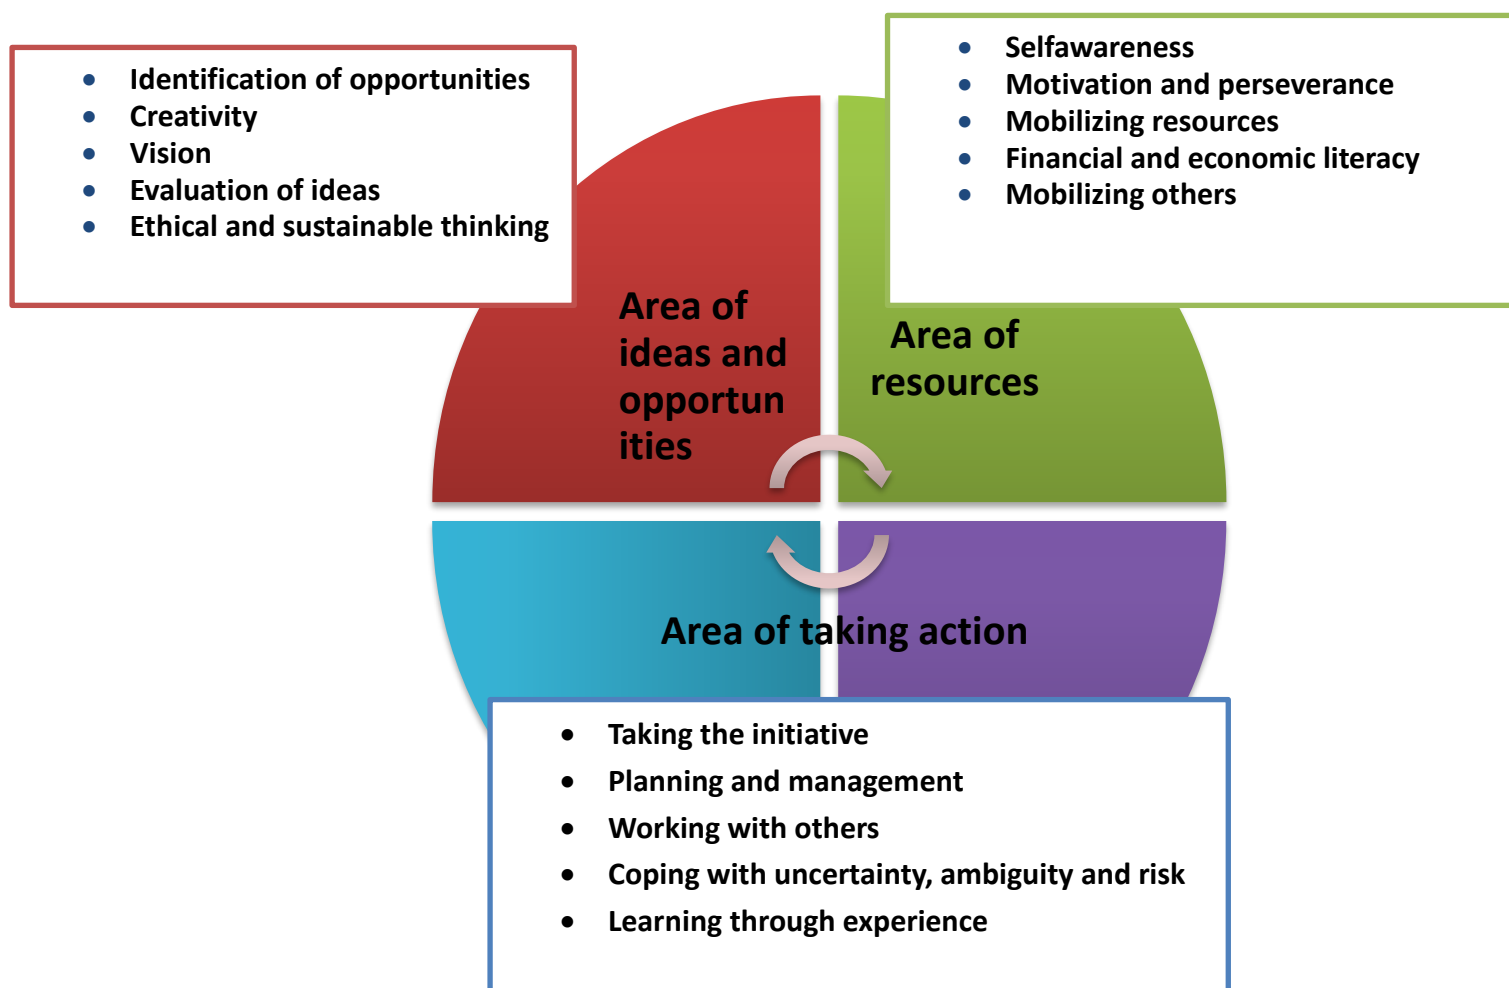 • Identification of opportunities
• Creativity
• Vision
• Evaluation of ideas
• Ethical and sustainable thinking
• Selfawareness
• Motivation and perseverance
• Mobilizing resources
• Financial and economic literacy
• Mobilizing others
Area of
ideas and
opportun
ities
Area of
resources
Area of taking action
• Taking the initiative
• Planning and management
• Working with others
• Coping with uncertainty, ambiguity and risk
• Learning through experience